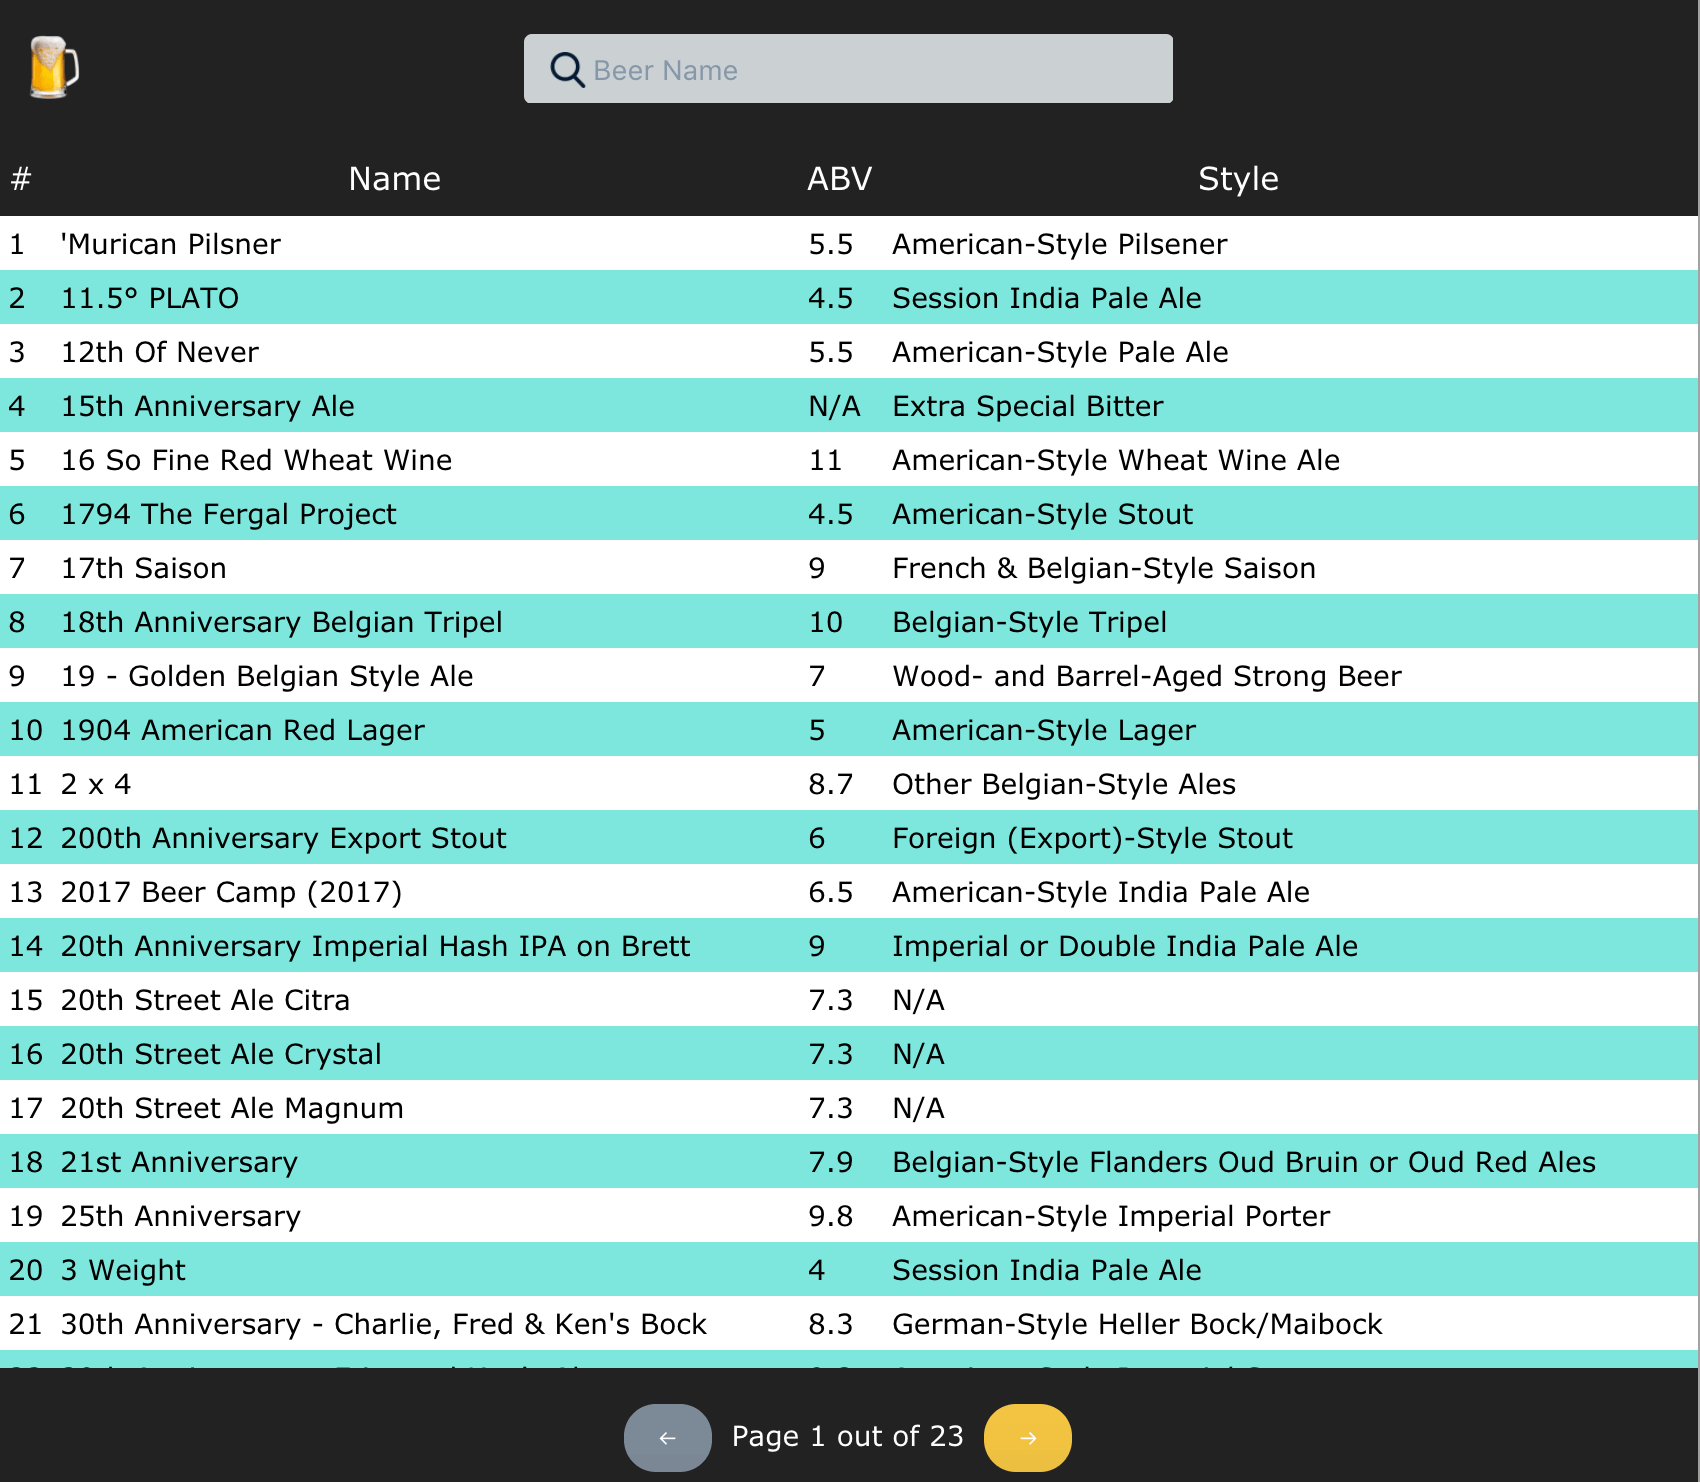 Beer Name
# Name ABV Style
1 'Murican Pilsner 5.5 American-Style Pilsener
2 11.5° PLATO 4.5 Session India Pale Ale
3 12th Of Never 5.5 American-Style Pale Ale
4 15th Anniversary Ale N/A Extra Special Bitter
5 16 So Fine Red Wheat Wine 11 American-Style Wheat Wine Ale
6 1794 The Fergal Project 4.5 American-Style Stout
7 17th Saison 9 French & Belgian-Style Saison
8 18th Anniversary Belgian Tripel 10 Belgian-Style Tripel
9 19 - Golden Belgian Style Ale 7 Wood- and Barrel-Aged Strong Beer
10 1904 American Red Lager 5 American-Style Lager
11 2 x 4 8.7 Other Belgian-Style Ales
12 200th Anniversary Export Stout 6 Foreign (Export)-Style Stout
13 2017 Beer Camp (2017) 6.5 American-Style India Pale Ale
14 20th Anniversary Imperial Hash IPA on Brett 9 Imperial or Double India Pale Ale
15 20th Street Ale Citra 7.3 N/A
16 20th Street Ale Crystal 7.3 N/A
17 20th Street Ale Magnum 7.3 N/A
18 21st Anniversary 7.9 Belgian-Style Flanders Oud Bruin or Oud Red Ales
19 25th Anniversary 9.8 American-Style Imperial Porter
20 3 Weight 4 Session India Pale Ale
21 30th Anniversary - Charlie, Fred & Ken's Bock 8.3 German-Style Heller Bock/Maibock
← Page 1 out of 23 →